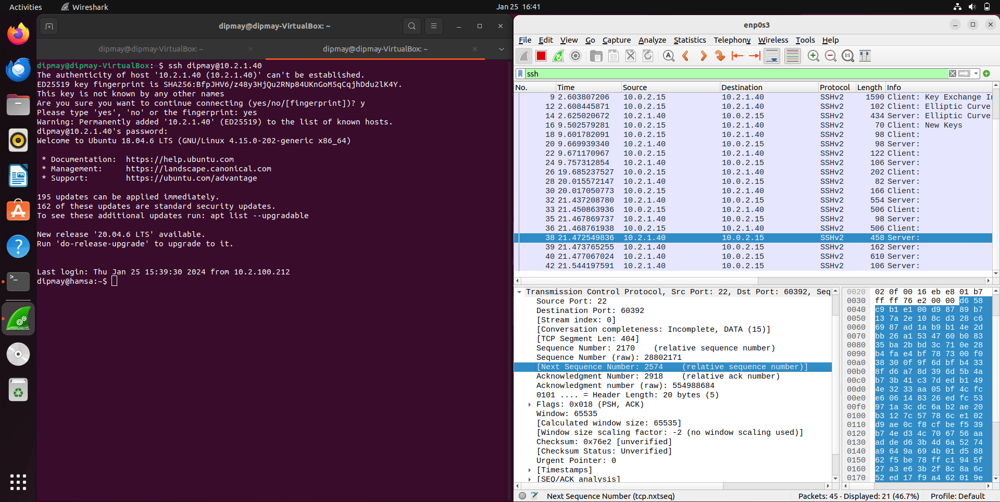 Activities
Wireshark
Jan 25 16:41
dipmay@dipmay-VirtualBox: ~
dipmay@dipmay-VirtualBox: ~
dipmay@dipmay-VirtualBox: ~
dipmay@dipmay-VirtualBox:~$ ssh dipmay@10.2.1.40
The authenticity of host '10.2.1.40 (10.2.1.40)' can't be established.
ED25519 key fingerprint is SHA256:BfpJHV6/z48y3HjQu2RNp84UKnGoM5qCqjhDdu2lK4Y.
This key is not known by any other names
Are you sure you want to continue connecting (yes/no/[fingerprint])? y
Please type 'yes', 'no' or the fingerprint: yes
Warning: Permanently added '10.2.1.40' (ED25519) to the list of known hosts.
dipmay@10.2.1.40's password:
Welcome to Ubuntu 18.04.6 LTS (GNU/Linux 4.15.0-202-generic x86_64)
* Documentation: https://help.ubuntu.com
* Management: https://landscape.canonical.com
* Support: https://ubuntu.com/advantage
195 updates can be applied immediately.
162 of these updates are standard security updates.
To see these additional updates run: apt list --upgradable
New release '20.04.6 LTS' available.
Run 'do-release-upgrade' to upgrade to it.
Last login: Thu Jan 25 15:39:30 2024 from 10.2.100.212
dipmay@hamsa:~$
enp0s3
File Edit View Go Capture Analyze Statistics Telephony Wireless Tools Help
ssh
No. Time Source Destination Protocol Length Info
9 2.603807206 10.0.2.15 10.2.1.40 SSHv2 1590 Client: Key Exchange I
12 2.608445871 10.0.2.15 10.2.1.40 SSHv2 102 Client: Elliptic Curve
14 2.625020672 10.2.1.40 10.0.2.15 SSHv2 434 Server: Elliptic Curve
16 9.502579281 10.0.2.15 10.2.1.40 SSHv2 70 Client: New Keys
18 9.601782091 10.0.2.15 10.2.1.40 SSHv2 98 Client:
20 9.669939340 10.2.1.40 10.0.2.15 SSHv2 98 Server:
22 9.671170967 10.0.2.15 10.2.1.40 SSHv2 122 Client:
24 9.757312854 10.2.1.40 10.0.2.15 SSHv2 106 Server:
26 19.685237527 10.0.2.15 10.2.1.40 SSHv2 202 Client:
28 20.015572147 10.2.1.40 10.0.2.15 SSHv2 82 Server:
30 20.017050773 10.0.2.15 10.2.1.40 SSHv2 166 Client:
32 21.437208780 10.2.1.40 10.0.2.15 SSHv2 554 Server:
33 21.450863936 10.0.2.15 10.2.1.40 SSHv2 506 Client:
35 21.467869737 10.2.1.40 10.0.2.15 SSHv2 98 Server:
36 21.468761938 10.0.2.15 10.2.1.40 SSHv2 506 Client:
38 21.472549836 10.2.1.40 10.0.2.15 SSHv2 458 Server:
39 21.473765255 10.2.1.40 10.0.2.15 SSHv2 162 Server:
40 21.477067024 10.2.1.40 10.0.2.15 SSHv2 610 Server:
42 21.544197591 10.2.1.40 10.0.2.15 SSHv2 106 Server:
Transmission Control Protocol, Src Port: 22, Dst Port: 60392, Seq
Source Port: 22
Destination Port: 60392
[Stream index: 0]
[Conversation completeness: Incomplete, DATA (15)]
[TCP Segment Len: 404]
Sequence Number: 2170 (relative sequence number)
Sequence Number (raw): 28802171
[Next Sequence Number: 2574 (relative sequence number)]
Acknowledgment Number: 2918 (relative ack number)
Acknowledgment number (raw): 554988684
0101 .... = Header Length: 20 bytes (5)
Flags: 0x018 (PSH, ACK)
Window: 65535
[Calculated window size: 65535]
[Window size scaling factor: -2 (no window scaling used)]
Checksum: 0x76e2 [unverified]
[Checksum Status: Unverified]
Urgent Pointer: 0
[Timestamps]
[SEQ/ACK analysis]
0020 02 0f 00 16 eb e8 01 b7
0030 ff ff 76 e2 00 00 d6 58
0040 c9 b1 e1 00 d9 87 89 b7
0050 13 7a 2e 10 8c d3 28 c6
0060 69 87 ad 1a b9 b1 4e 2d
0070 bb 26 a1 53 47 60 b0 83
0080 35 ba 2b bd 3c 71 0e 28
0090 b4 fa e4 bf 78 73 00 f0
00a0 38 30 0f 9f 6d bf b4 33
00b0 8f d6 a7 8d 39 6d 5b 4a
00c0 b7 3b 41 c3 7d ed b1 49
00d0 4e 32 33 aa 05 bf 4c fc
00e0 e6 06 14 83 26 ed fc 53
00f0 97 1a 3c dc 6a b2 ae 20
0100 b3 12 7c 57 78 6c e1 02
0110 d9 ae 0c f8 cf be f5 39
0120 b7 4e d3 4c 70 67 56 aa
0130 ad de d6 3b 4d 6a 52 74
0140 a9 64 9a 69 4b 01 d5 88
0150 62 f5 be 78 ff c1 94 5f
0160 27 a3 e6 3b 2f 8c 8a 6c
0170 52 ed 17 f9 a4 62 01 9e
Next Sequence Number (tcp.nxtseq)
Packets: 45 · Displayed: 21 (46.7%)
Profile: Default